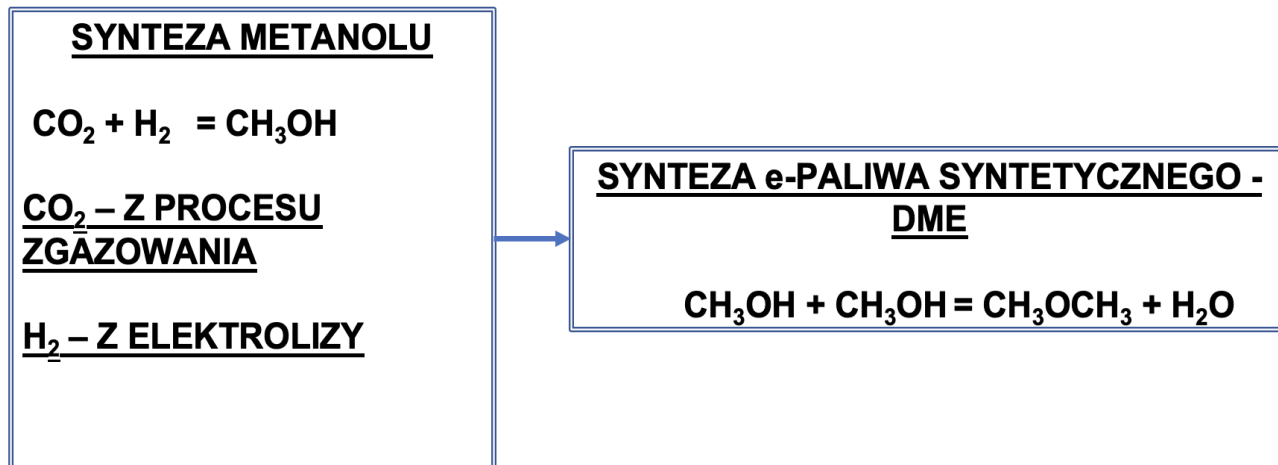 SYNTEZA METANOLU
CO₂ + H₂ = CH₃OH
CO₂ – Z PROCESU
ZGAZOWANIA
H₂ – Z ELEKTROLIZY
SYNTEZA e-PALIWA SYNTETYCZNEGO -
DME
CH₃OH + CH₃OH = CH₃OCH₃ + H₂O